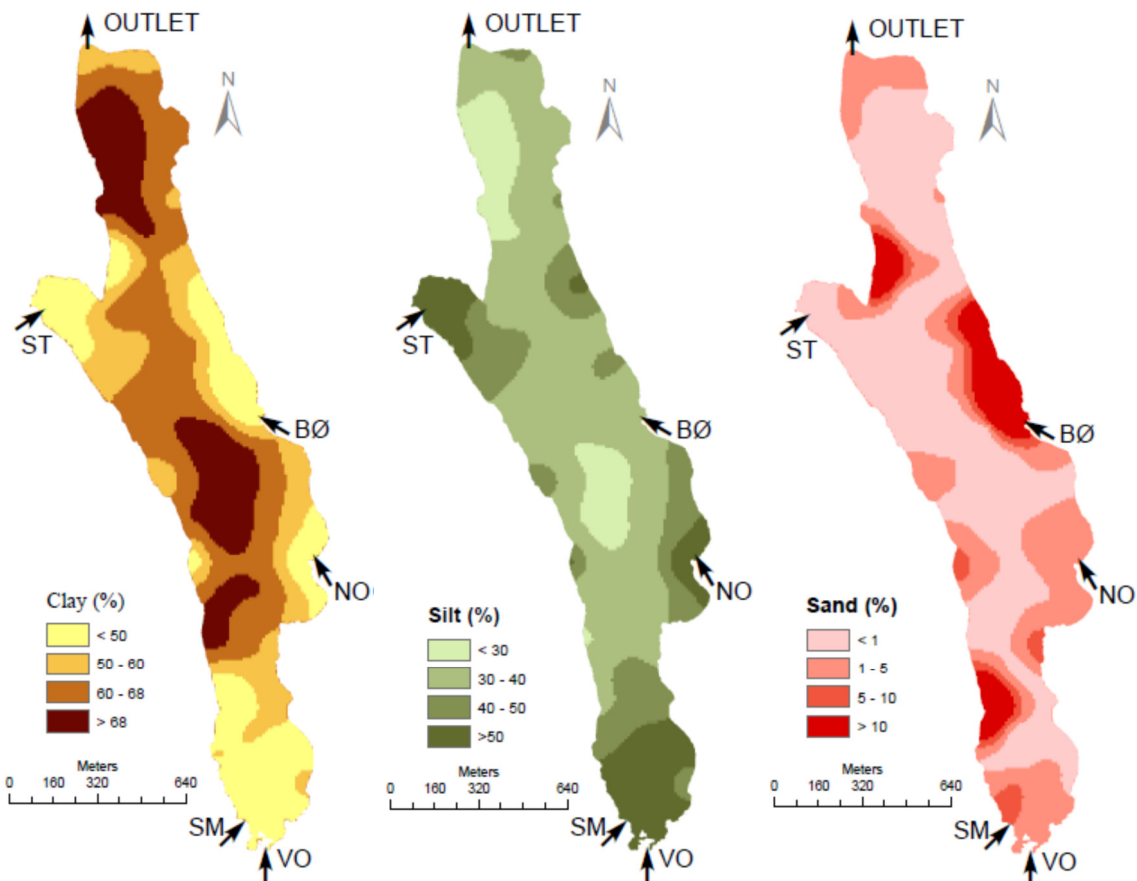 OUTLET
N
ST
BØ
NO
Clay (%)
< 50
50 - 60
60 - 68
> 68
Meters
0 160 320 640
SM
VO
OUTLET
N
ST
BØ
NO
Silt (%)
< 30
30 - 40
40 - 50
>50
Meters
0 160 320 640
SM
VO
OUTLET
N
ST
BØ
NO
Sand (%)
< 1
1 - 5
5 - 10
> 10
Meters
0 160 320 640
SM
VO